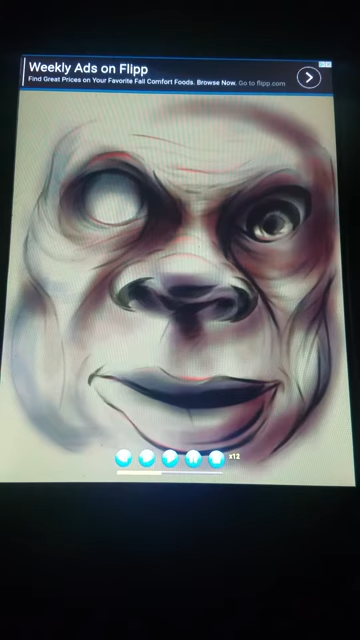 Weekly Ads on Flipp
Find Great Prices on Your Favorite Fall Comfort Foods. Browse Now. Go to flipp.com
x12